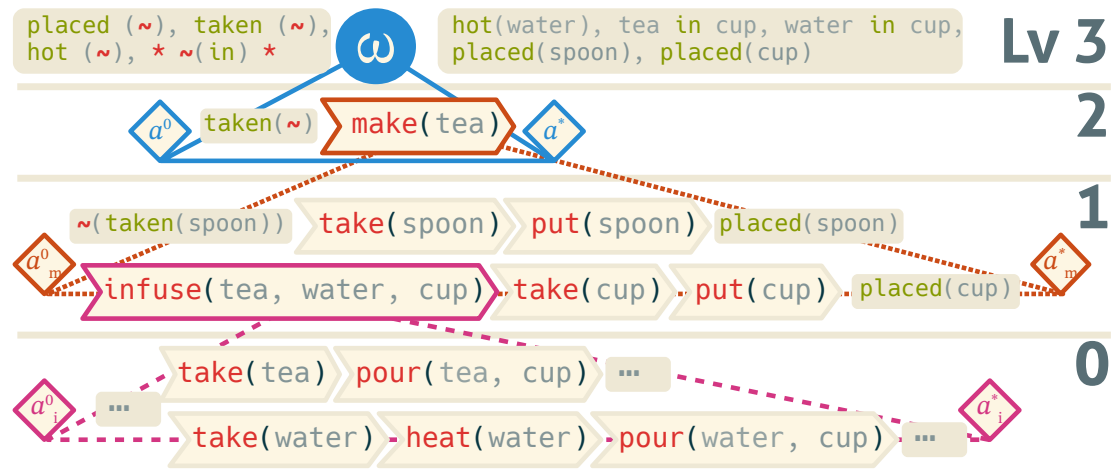 placed (~), taken (~),
hot (~), * ~(in) *
ω
hot(water), tea in cup, water in cup,
placed(spoon), placed(cup)
Lv 3
a⁰
taken(~)
make(tea)
a*
2
~(taken(spoon))
take(spoon)
put(spoon)
placed(spoon)
1
a⁰m
infuse(tea, water, cup)
take(cup)
put(cup)
placed(cup)
a*m
take(tea)
pour(tea, cup)
…
0
a⁰i
…
take(water)
heat(water)
pour(water, cup)
…
a*i